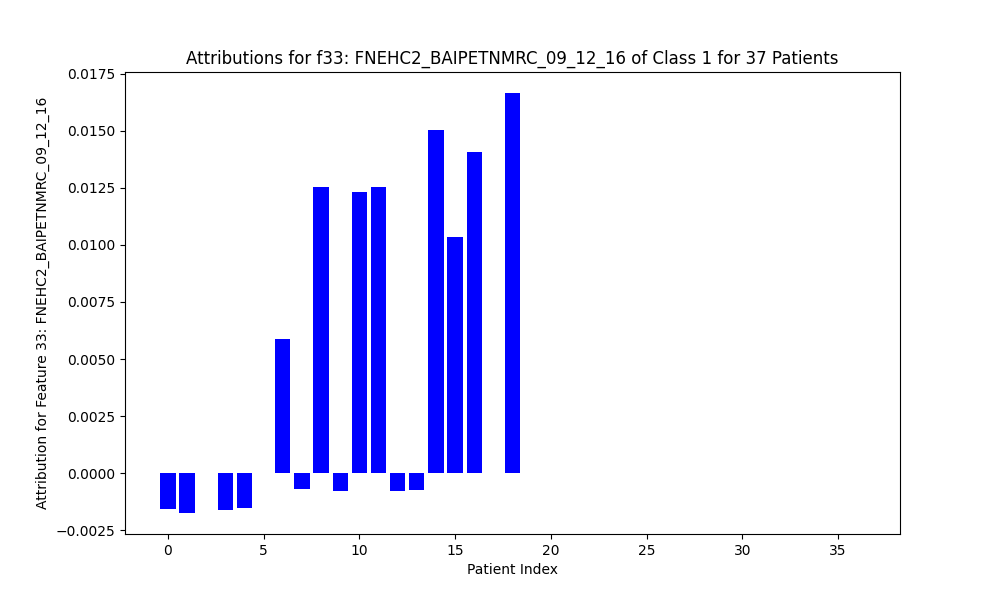 Attributions for f33: FNEHC2_BAIPETNMRC_09_12_16 of Class 1 for 37 Patients
Attribution for Feature 33: FNEHC2_BAIPETNMRC_09_12_16
0.0175
0.0150
0.0125
0.0100
0.0075
0.0050
0.0025
0.0000
−0.0025
0 5 10 15 20 25 30 35
Patient Index